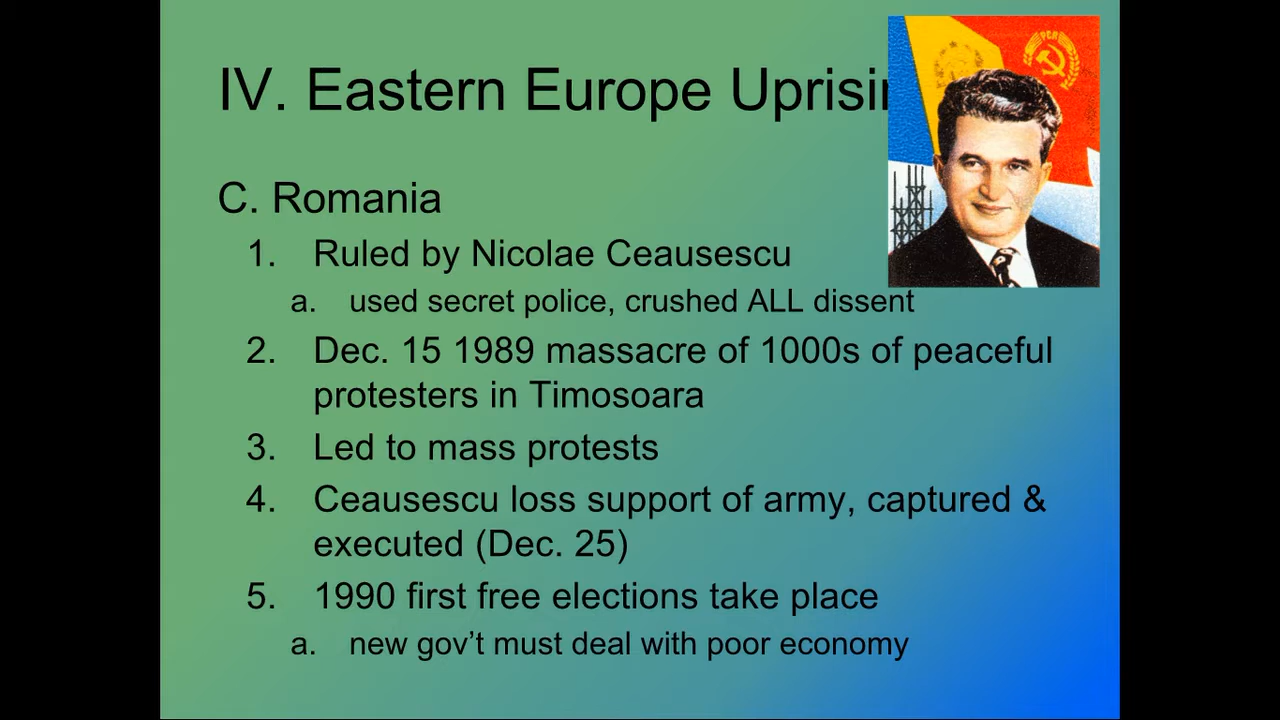 IV. Eastern Europe Uprisin
C. Romania
1. Ruled by Nicolae Ceausescu
a. used secret police, crushed ALL dissent
2. Dec. 15 1989 massacre of 1000s of peaceful
protesters in Timosoara
3. Led to mass protests
4. Ceausescu loss support of army, captured &
executed (Dec. 25)
5. 1990 first free elections take place
a. new gov’t must deal with poor economy
PCR